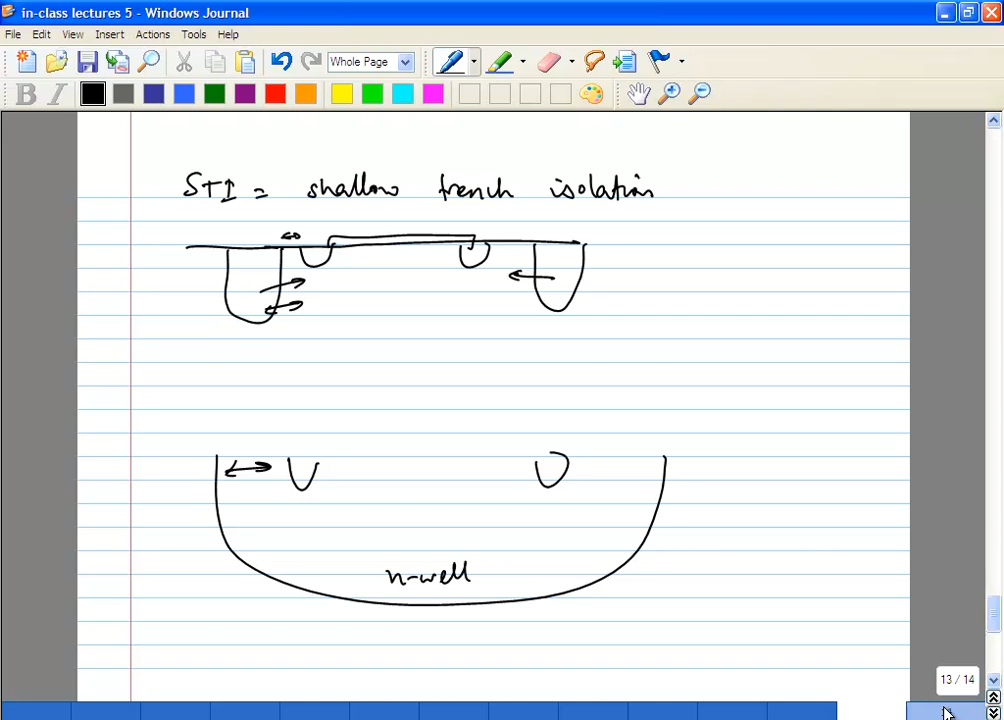 in-class lectures 5 - Windows Journal
File Edit View Insert Actions Tools Help
Whole Page
B I
STI = shallow trench isolation
n-well
13 / 14